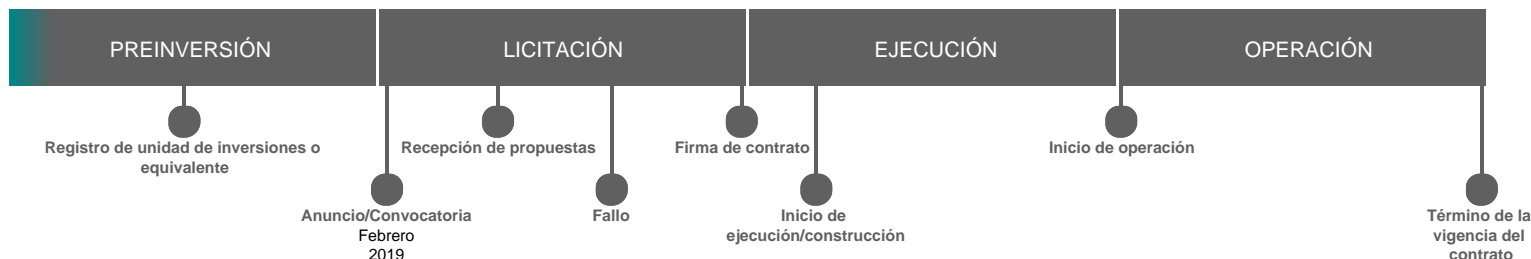 PREINVERSIÓN
LICITACIÓN
EJECUCIÓN
OPERACIÓN
Registro de unidad de inversiones o
equivalente
Anuncio/Convocatoria
Febrero
2019
Recepción de propuestas
Fallo
Firma de contrato
Inicio de
ejecución/construcción
Inicio de operación
Término de la
vigencia del
contrato